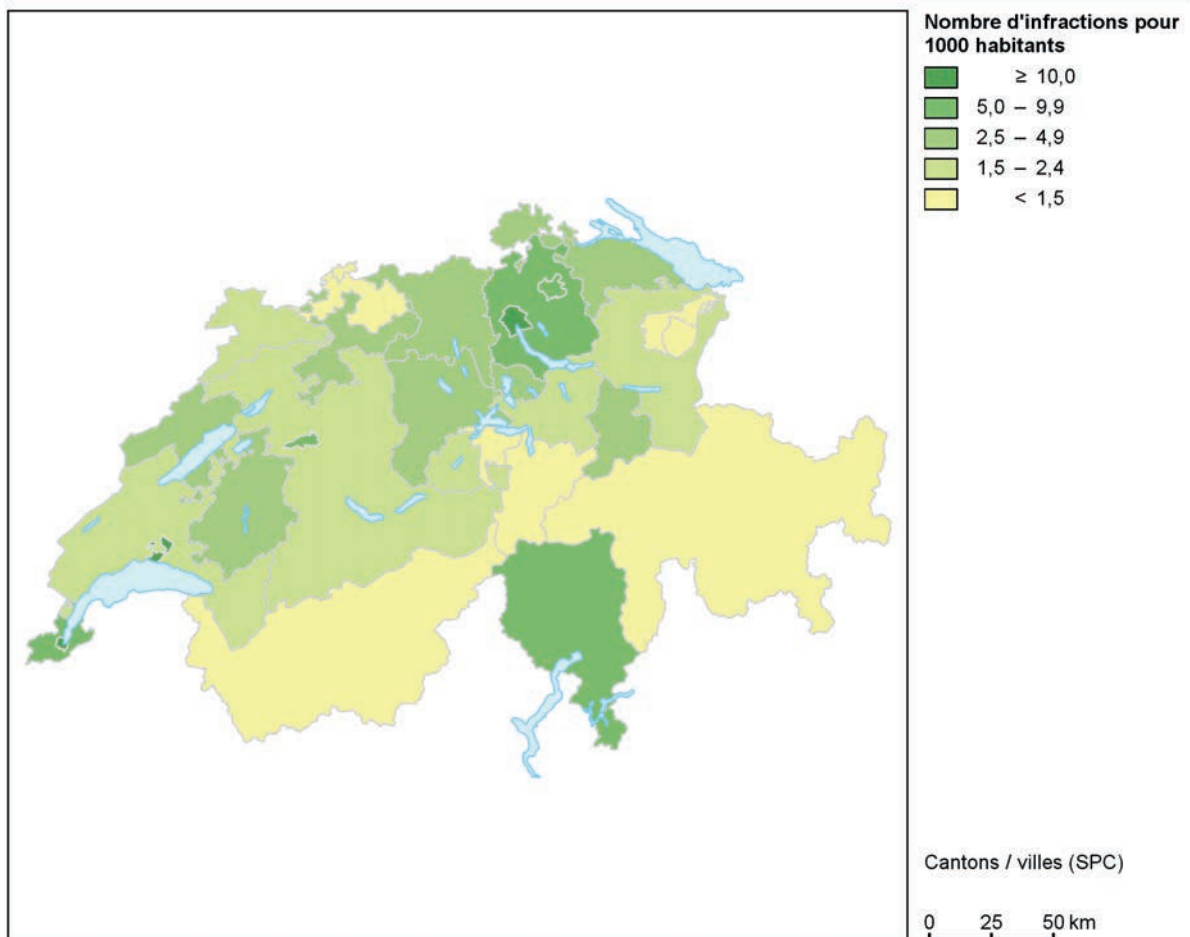 Nombre d'infractions pour
1000 habitants
≥ 10,0
5,0 – 9,9
2,5 – 4,9
1,5 – 2,4
< 1,5
Cantons / villes (SPC)
0 25 50 km